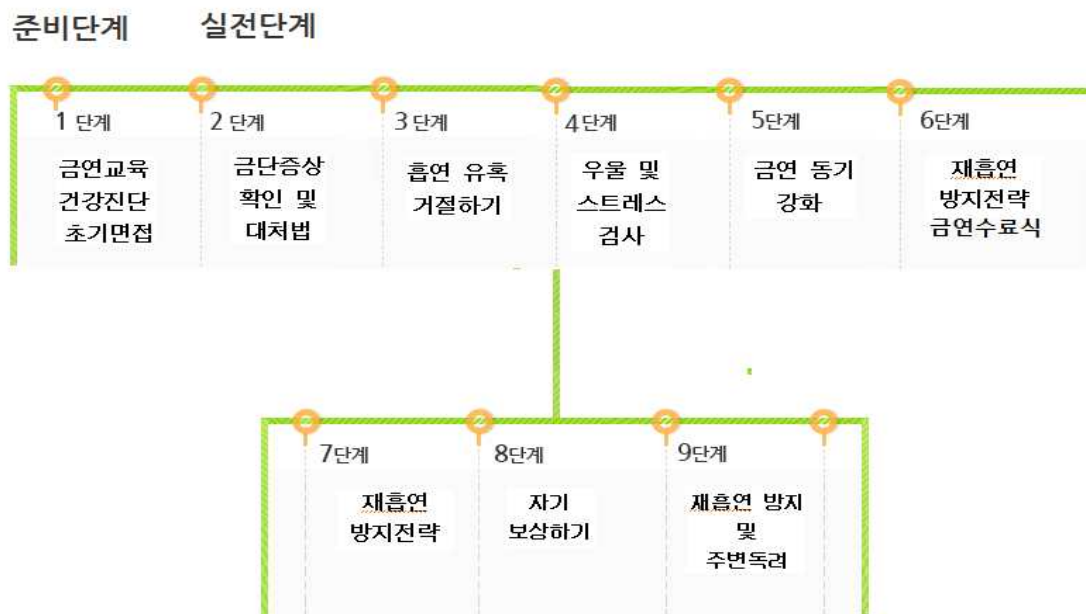 준비단계 실전단계
1 단계
금연교육
건강진단
초기면접
2 단계
금단증상
확인 및
대처법
3 단계
흡연 유혹
거절하기
4단계
우울 및
스트레스
검사
5단계
금연 동기
강화
6단계
재흡연
방지전략
금연수료식
7단계
재흡연
방지전략
8단계
자기
보상하기
9단계
재흡연 방지
및
주변독려